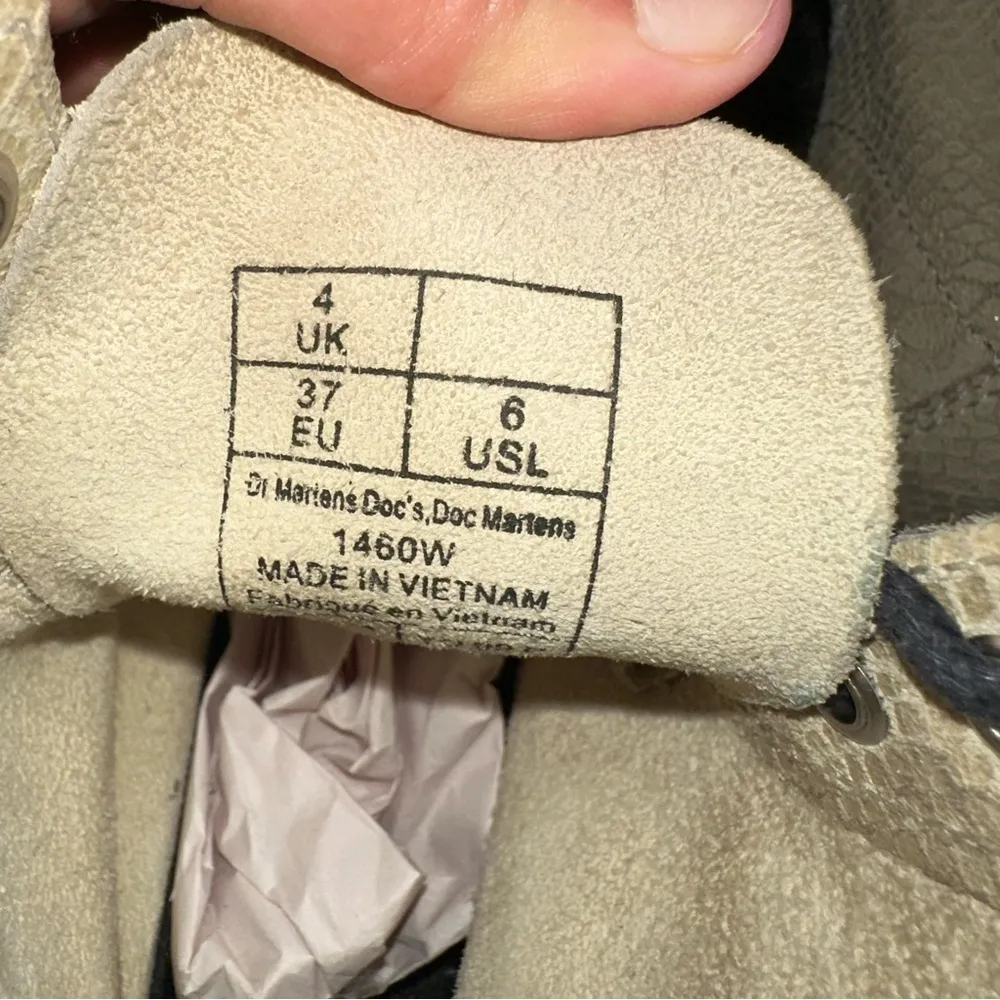 4
UK
37
EU
6
USL
Dr Martens Doc's, Doc Martens
1460W
MADE IN VIETNAM
Fabriqué en Vietnam